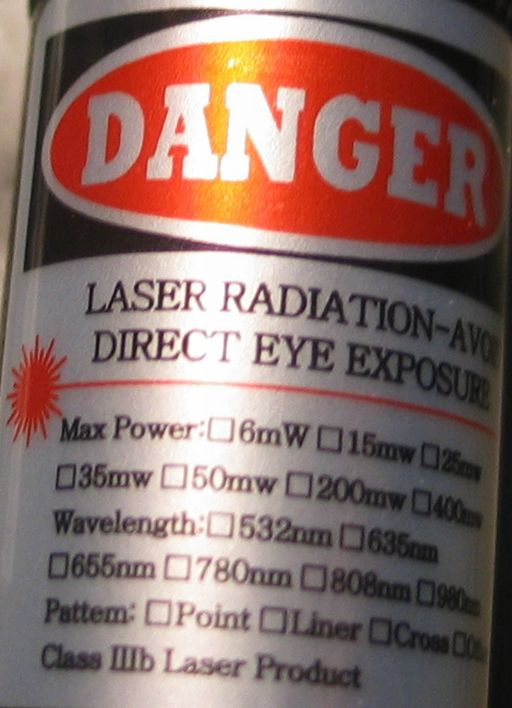 DANGER
LASER RADIATION-AVO
DIRECT EYE EXPOSURE
Max Power:☐6mW ☐15mw ☐25mw
☐35mw ☐50mw ☐200mw ☐400mw
Wavelength:☐532nm ☐635nm
☐655nm ☐780nm ☐808nm ☐980nm
Pattem: ☐Point ☐Liner ☐Cross
Class IIIb Laser Product